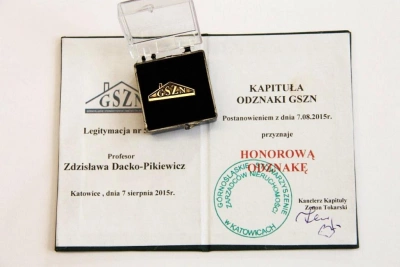 GSZN
GSZN
Legitymacja nr
Profesor
Zdzisława Dacko-Pikiewicz
Katowice , dnia 7 sierpnia 2015r.
KAPITUŁA
ODZNAKI GSZN
Postanowieniem z dnia 7.08.2015r.
przyznaje
HONOROWĄ
ODZNAKĘ
GÓRNOŚLĄSKIE STOWARZYSZENIE
ZARZĄDCÓW NIERUCHOMOŚCI
w KATOWICACH
Kanclerz Kapituły
Zenon Tokarski